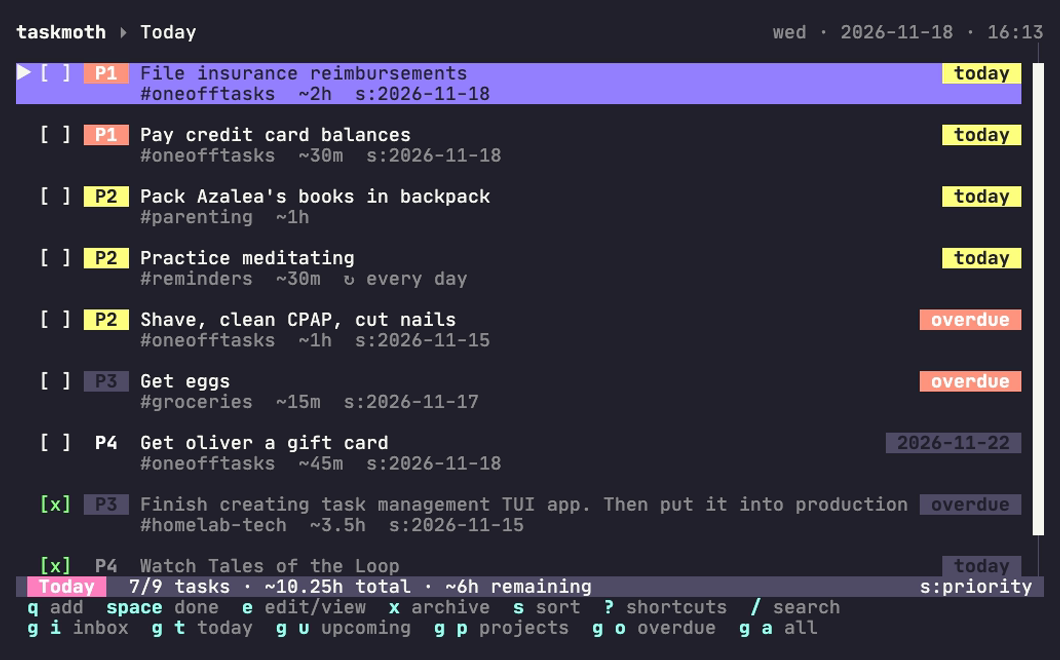 taskmoth ▸ Today wed · 2026-11-18 · 16:13
▶ [ ] P1 File insurance reimbursements today
#oneofftasks ~2h s:2026-11-18
[ ] P1 Pay credit card balances today
#oneofftasks ~30m s:2026-11-18
[ ] P2 Pack Azalea's books in backpack today
#parenting ~1h
[ ] P2 Practice meditating today
#reminders ~30m ↻ every day
[ ] P2 Shave, clean CPAP, cut nails overdue
#oneofftasks ~1h s:2026-11-15
[ ] P3 Get eggs overdue
#groceries ~15m s:2026-11-17
[ ] P4 Get oliver a gift card 2026-11-22
#oneofftasks ~45m s:2026-11-18
[x] P3 Finish creating task management TUI app. Then put it into production overdue
#homelab-tech ~3.5h s:2026-11-15
[x] P4 Watch Tales of the Loop today
Today 7/9 tasks · ~10.25h total · ~6h remaining s:priority
q add space done e edit/view x archive s sort ? shortcuts / search
g i inbox g t today g u upcoming g p projects g o overdue g a all